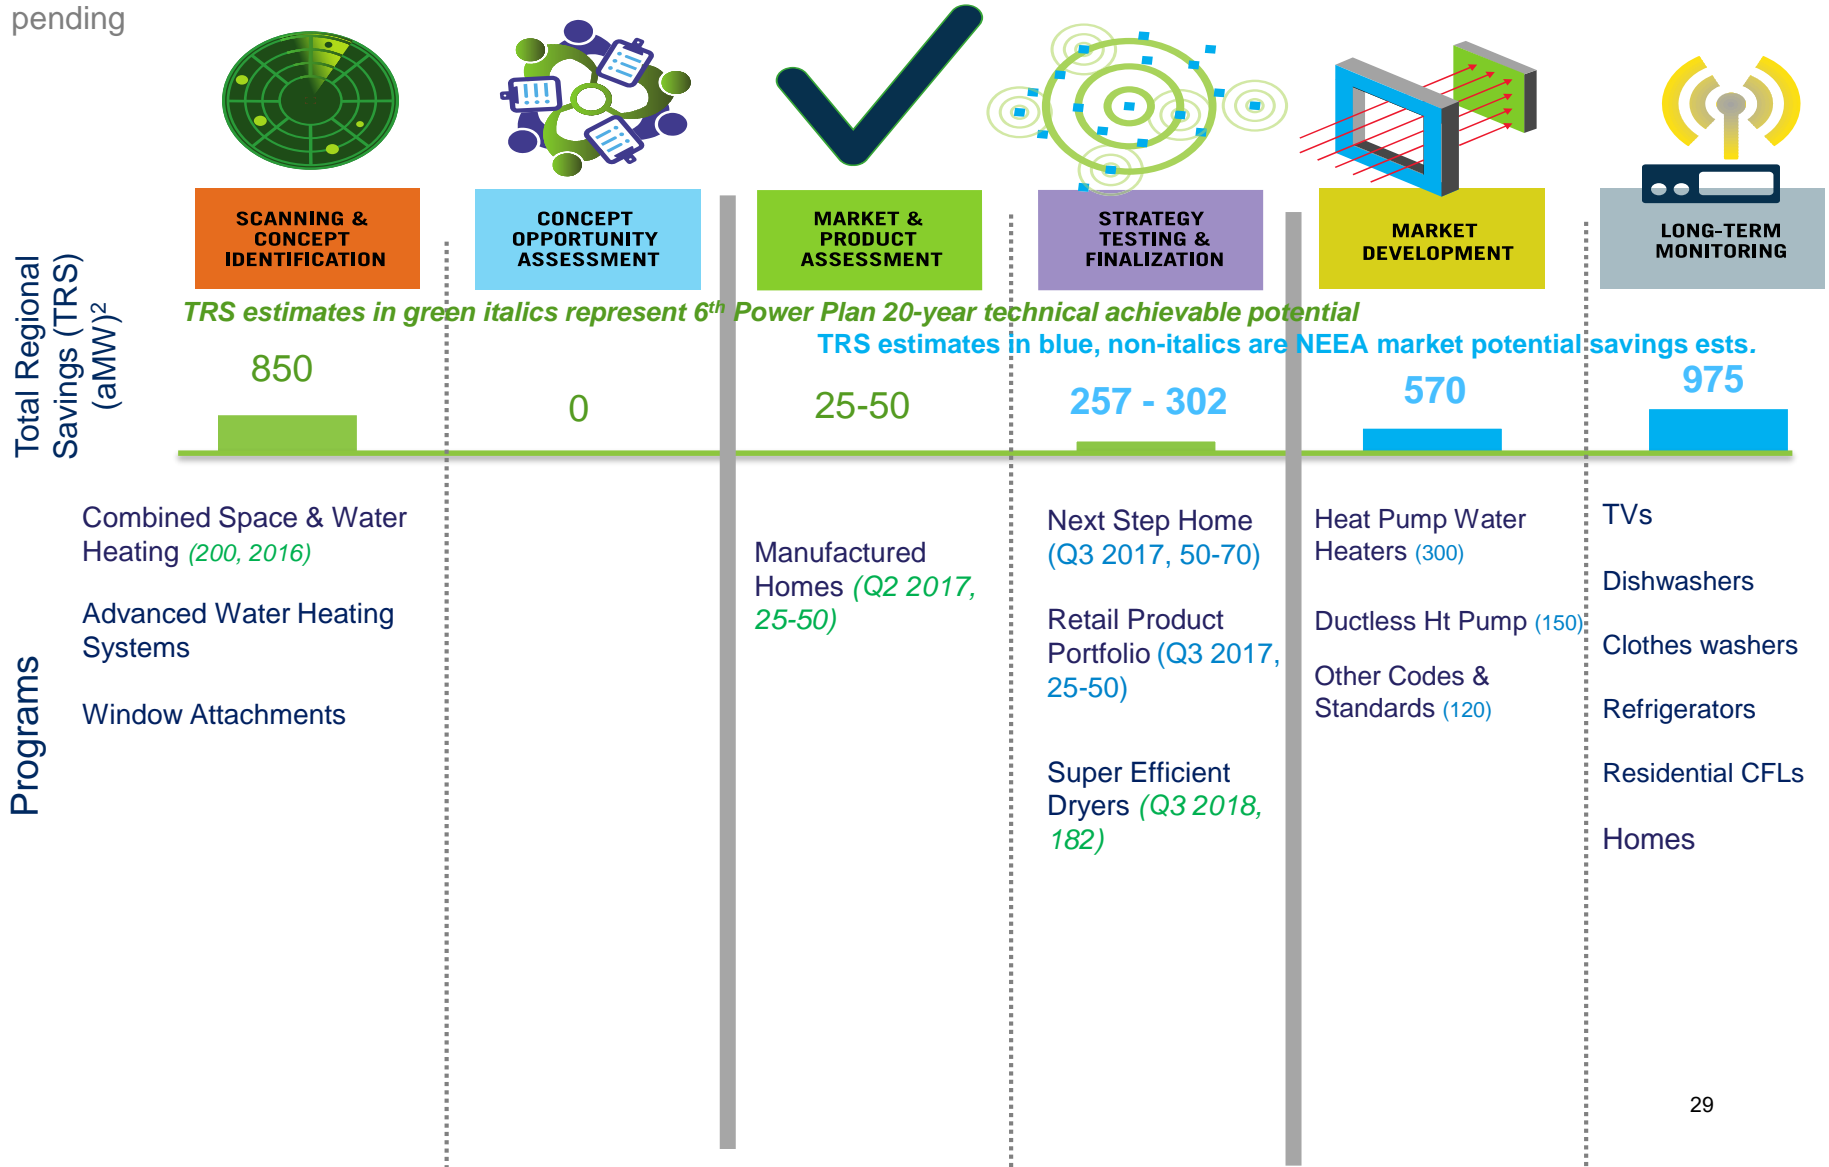 pending
SCANNING &
CONCEPT
IDENTIFICATION
CONCEPT
OPPORTUNITY
ASSESSMENT
MARKET &
PRODUCT
ASSESSMENT
STRATEGY
TESTING &
FINALIZATION
MARKET
DEVELOPMENT
LONG-TERM
MONITORING
Total Regional
Savings (TRS)
(aMW)2
TRS estimates in green italics represent 6th Power Plan 20-year technical achievable potential
TRS estimates in blue, non-italics are NEEA market potential savings ests.
850
0
25-50
257 - 302
570
975
Programs
Combined Space & Water
Heating (200, 2016)
Advanced Water Heating
Systems
Window Attachments
Manufactured
Homes (Q2 2017,
25-50)
Next Step Home
(Q3 2017, 50-70)
Retail Product
Portfolio (Q3 2017,
25-50)
Super Efficient
Dryers (Q3 2018,
182)
Heat Pump Water
Heaters (300)
Ductless Ht Pump (150)
Other Codes &
Standards (120)
TVs
Dishwashers
Clothes washers
Refrigerators
Residential CFLs
Homes
29